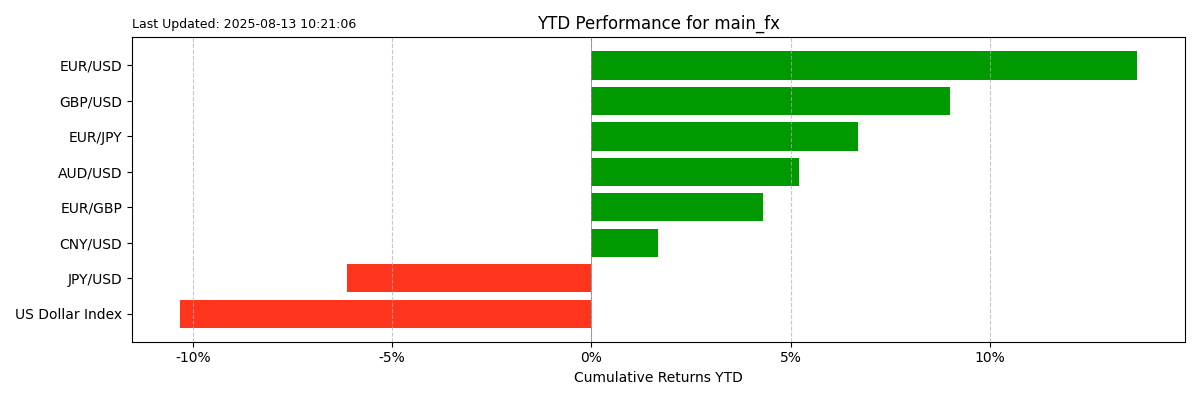 Last Updated: 2025-08-13 10:21:06
YTD Performance for main_fx
EUR/USD
GBP/USD
EUR/JPY
AUD/USD
EUR/GBP
CNY/USD
JPY/USD
US Dollar Index
-10%
-5%
0%
5%
10%
Cumulative Returns YTD